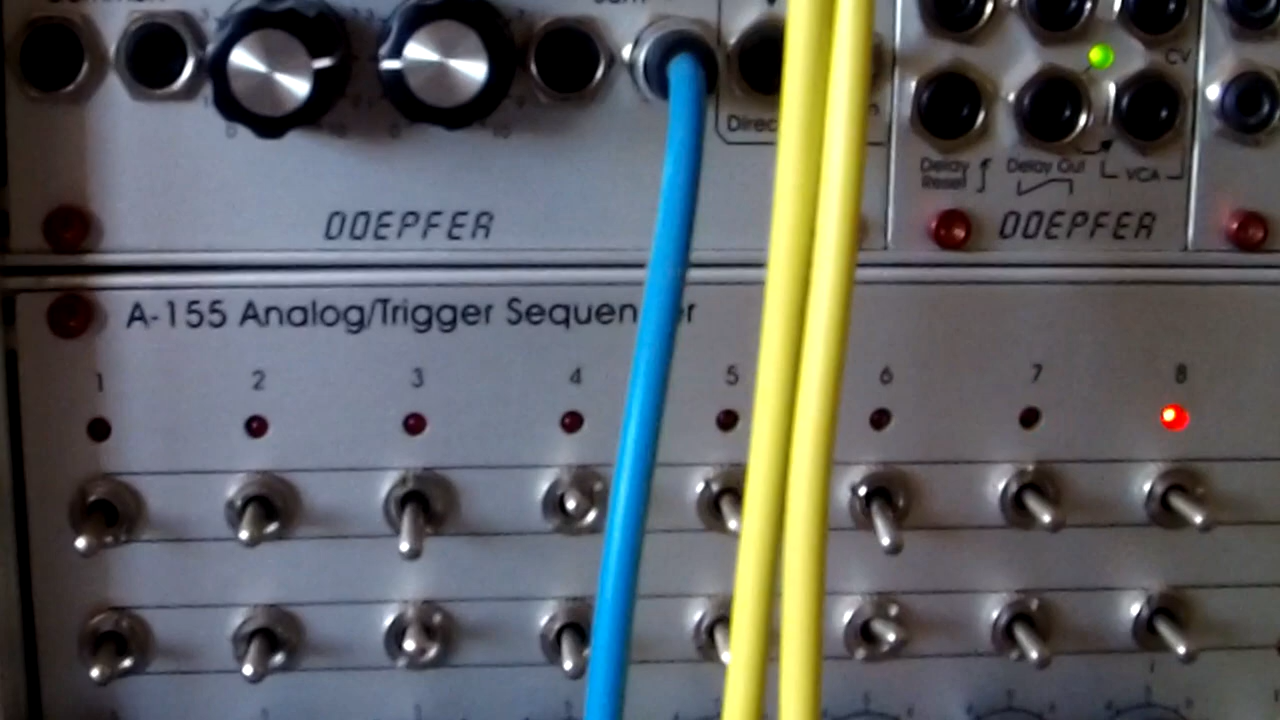 CV
Direc
Delay Reset
Delay Out
VCA
DOEPFER
DOEPFER
A-155 Analog/Trigger Sequen r
1 2 3 4 5 6 7 8